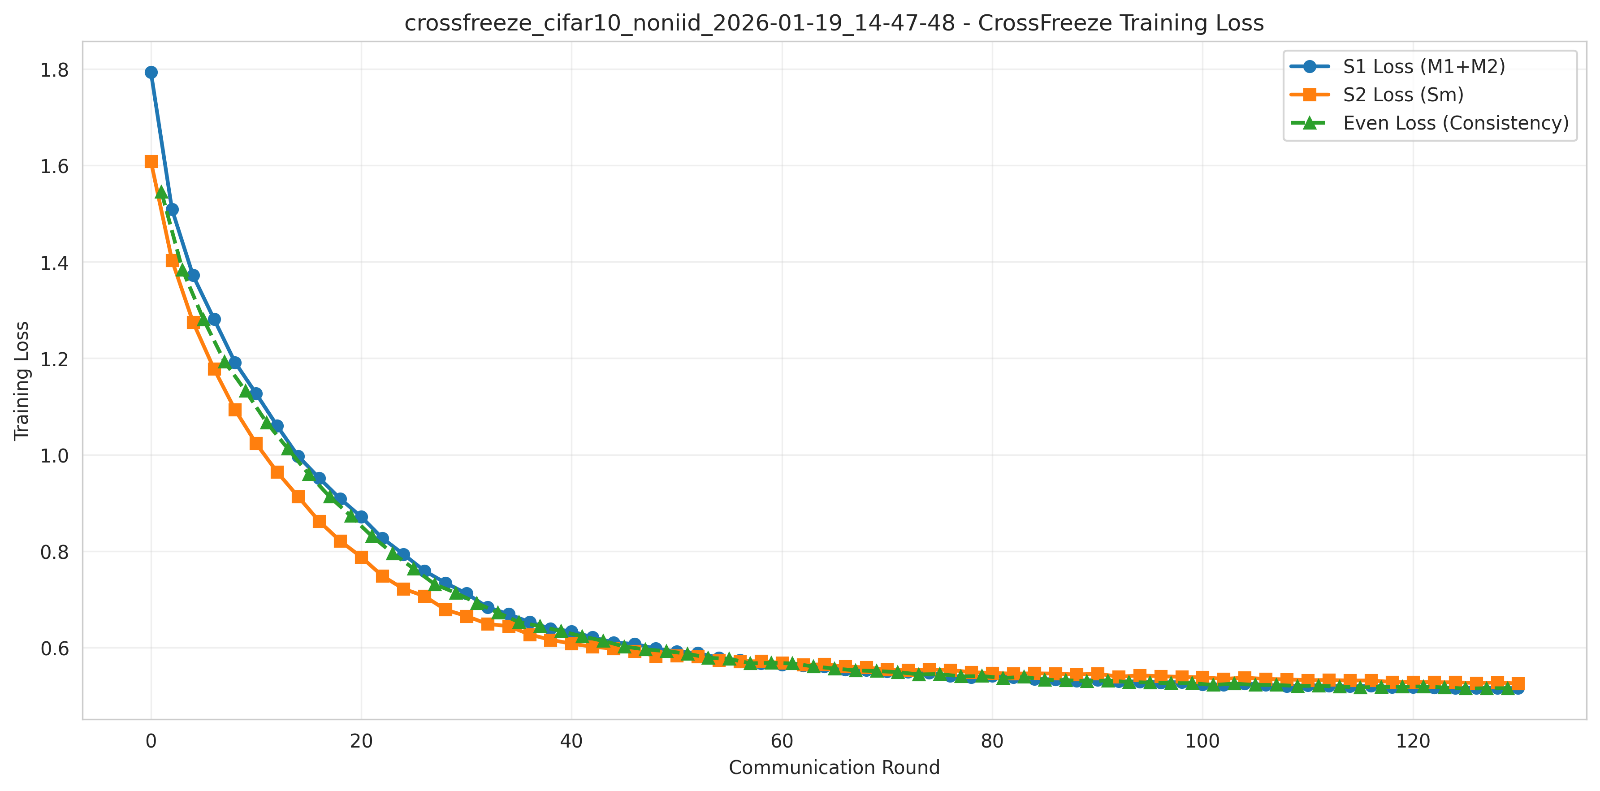 crossfreeze_cifar10_noniid_2026-01-19_14-47-48 - CrossFreeze Training Loss
S1 Loss (M1+M2)
S2 Loss (Sm)
Even Loss (Consistency)
Training Loss
1.8
1.6
1.4
1.2
1.0
0.8
0.6
0 20 40 60 80 100 120
Communication Round